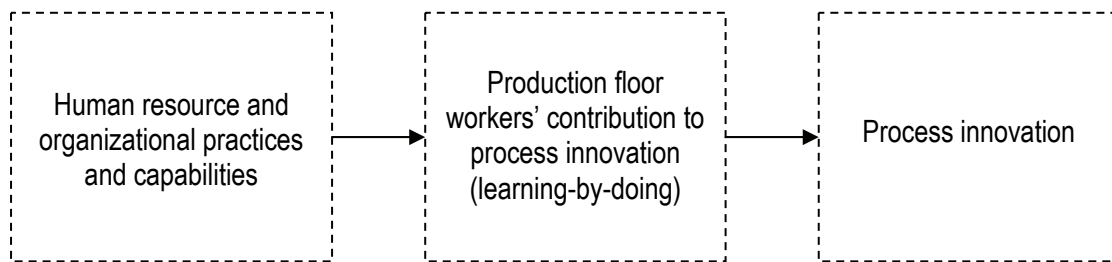 Human resource and
organizational practices
and capabilities
Production floor
workers’ contribution to
process innovation
(learning-by-doing)
Process innovation